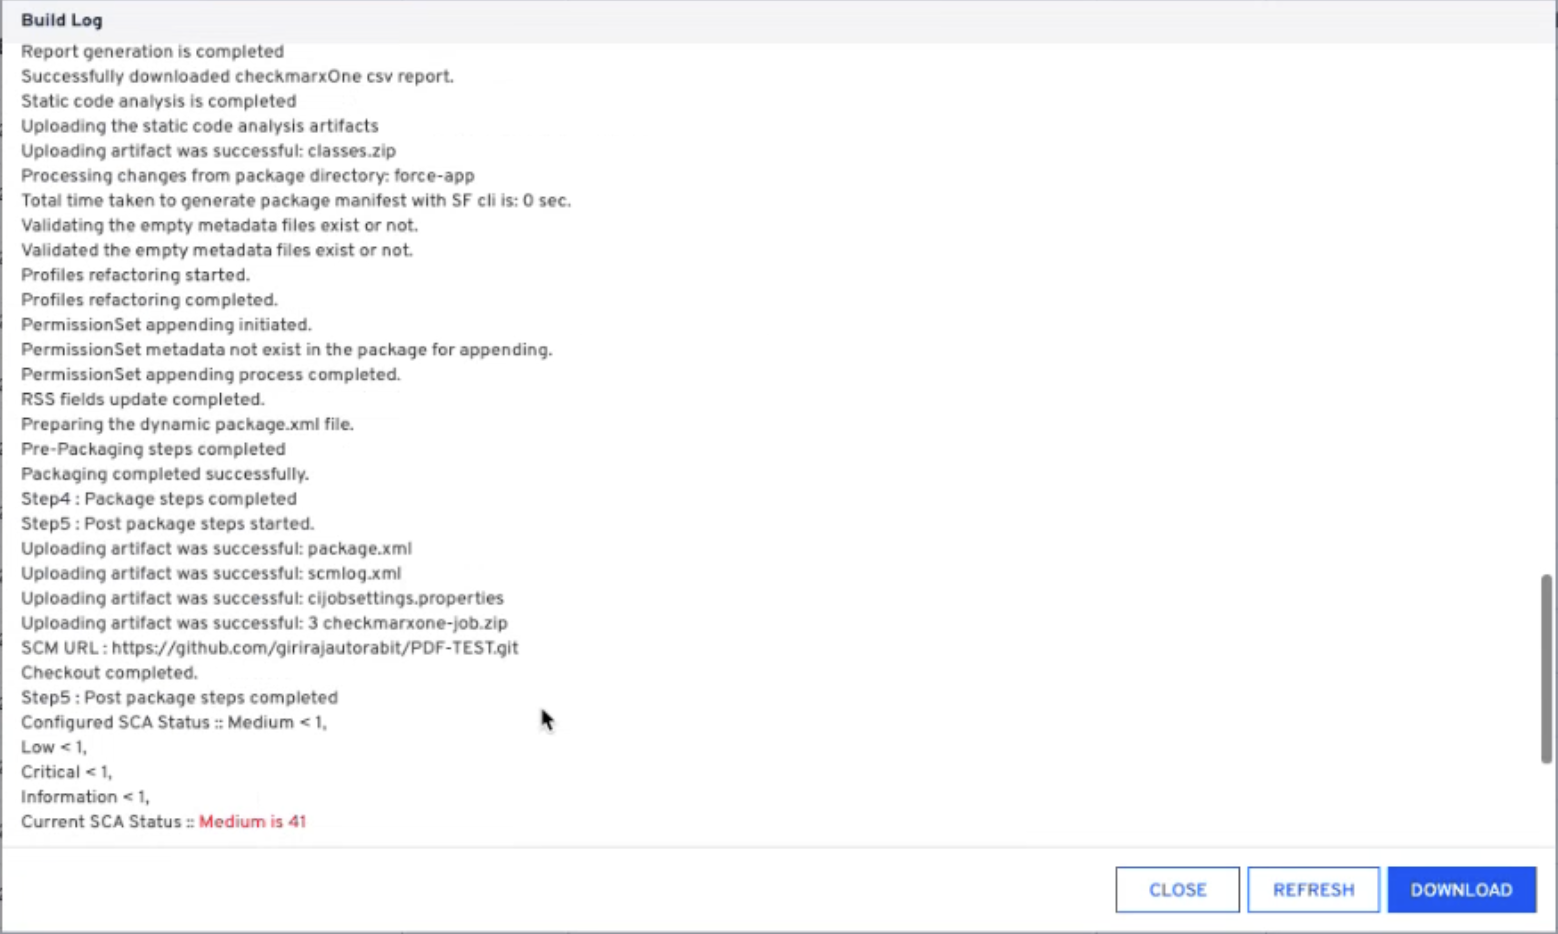 Build Log
Report generation is completed
Successfully downloaded checkmarxOne csv report.
Static code analysis is completed
Uploading the static code analysis artifacts
Uploading artifact was successful: classes.zip
Processing changes from package directory: force-app
Total time taken to generate package manifest with SF cli is: 0 sec.
Validating the empty metadata files exist or not.
Validated the empty metadata files exist or not.
Profiles refactoring started.
Profiles refactoring completed.
PermissionSet appending initiated.
PermissionSet metadata not exist in the package for appending.
PermissionSet appending process completed.
RSS fields update completed.
Preparing the dynamic package.xml file.
Pre-Packaging steps completed
Packaging completed successfully.
Step4 : Package steps completed
Step5 : Post package steps started.
Uploading artifact was successful: package.xml
Uploading artifact was successful: scmlog.xml
Uploading artifact was successful: cijobsettings.properties
Uploading artifact was successful: 3 checkmarxone-job.zip
SCM URL : https://github.com/girirajautorabit/PDF-TEST.git
Checkout completed.
Step5 : Post package steps completed
Configured SCA Status :: Medium < 1,
Low < 1,
Critical < 1,
Information < 1,
Current SCA Status :: Medium is 41
CLOSE REFRESH DOWNLOAD